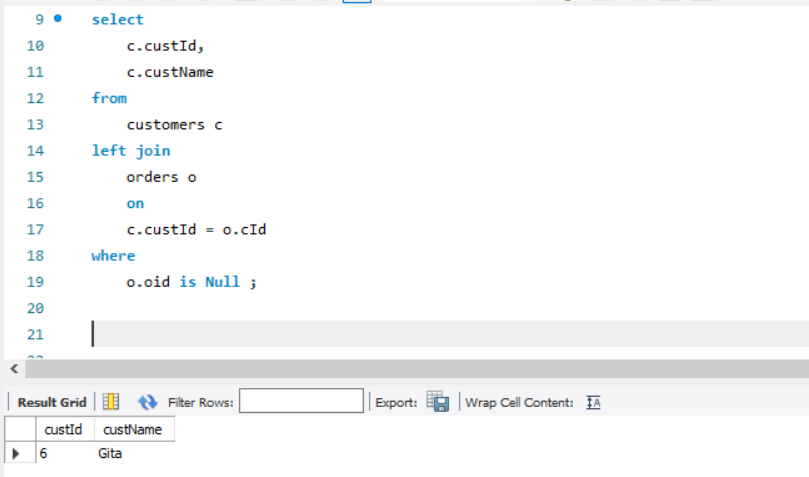 9 select
10 c.custId,
11 c.custName
12 from
13 customers c
14 left join
15 orders o
16 on
17 c.custId = o.cId
18 where
19 o.oid is Null ;
20
21
Result Grid Filter Rows: Export: Wrap Cell Content: IA
custId custName
6 Gita